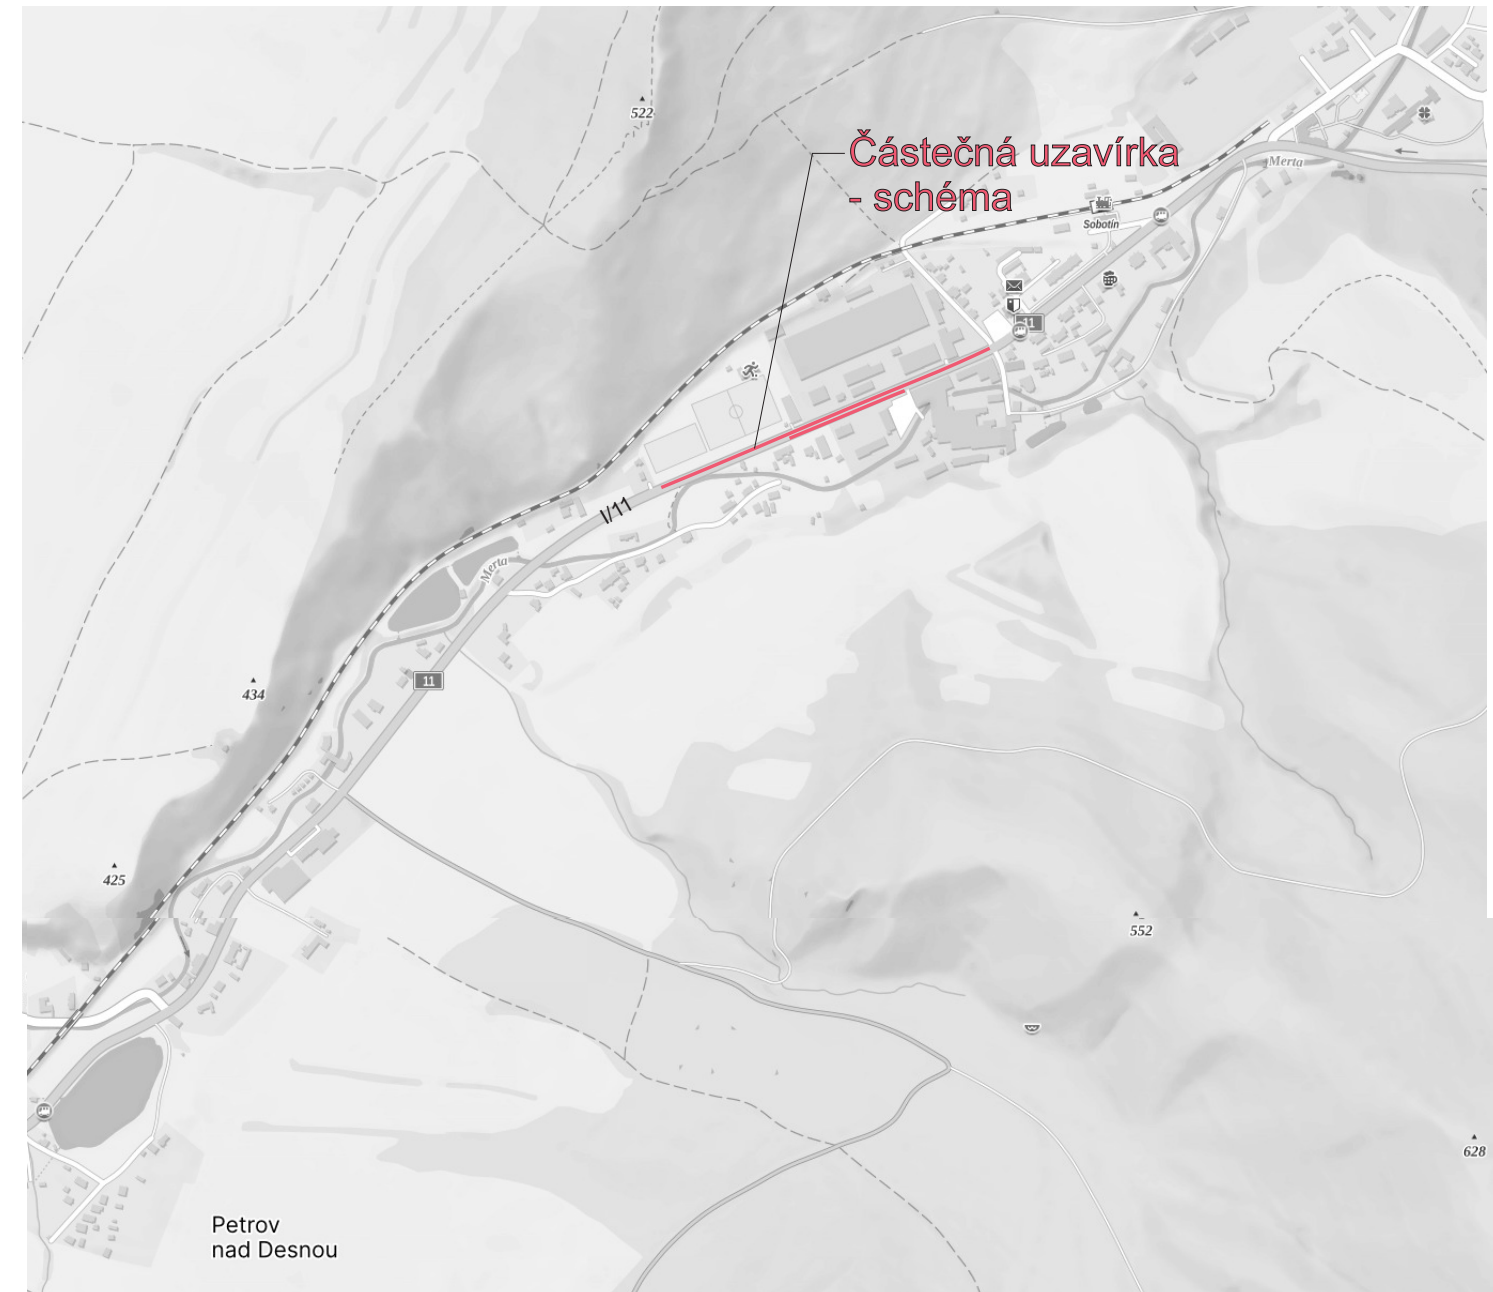 522
Částečná uzavírka
- schéma
Merta
Sobotín
11
I/11
Merta
11
434
425
552
628
Petrov
nad Desnou